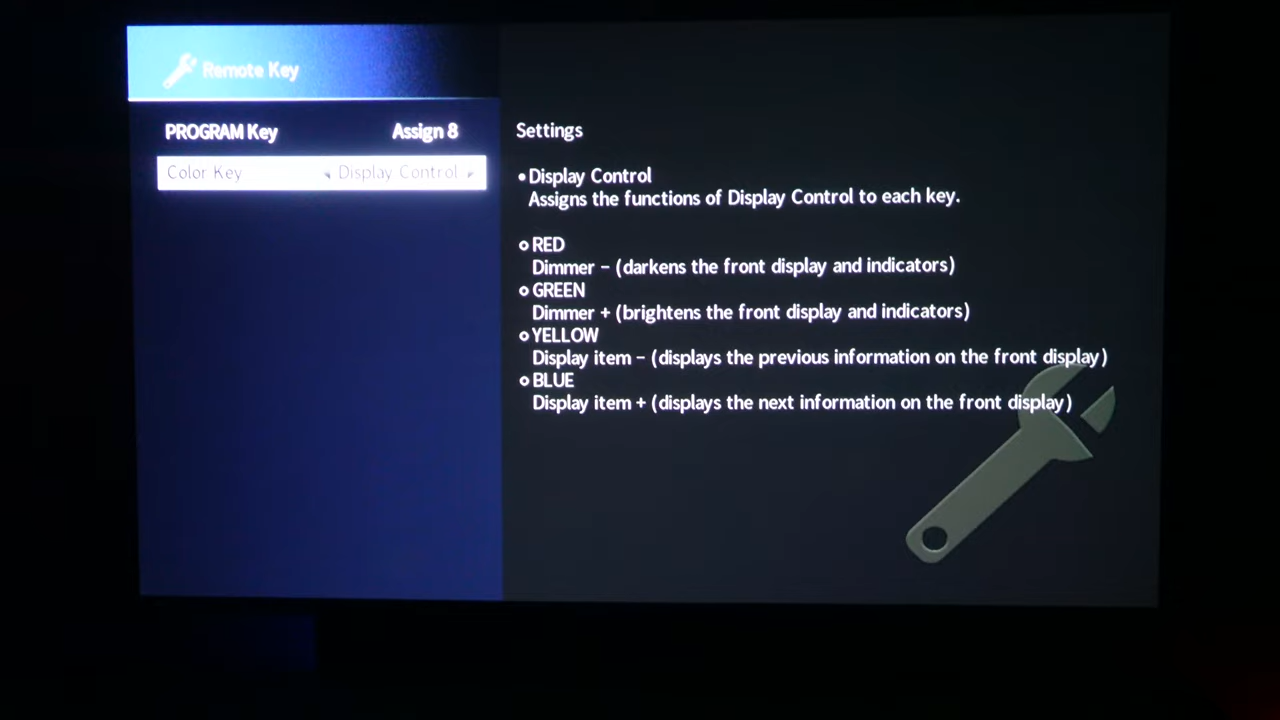 Remote Key
PROGRAM Key Assign 8
Color Key Display Control
Settings
•Display Control
Assigns the functions of Display Control to each key.
○RED
Dimmer - (darkens the front display and indicators)
○GREEN
Dimmer + (brightens the front display and indicators)
○YELLOW
Display item - (displays the previous information on the front display)
○BLUE
Display item + (displays the next information on the front display)